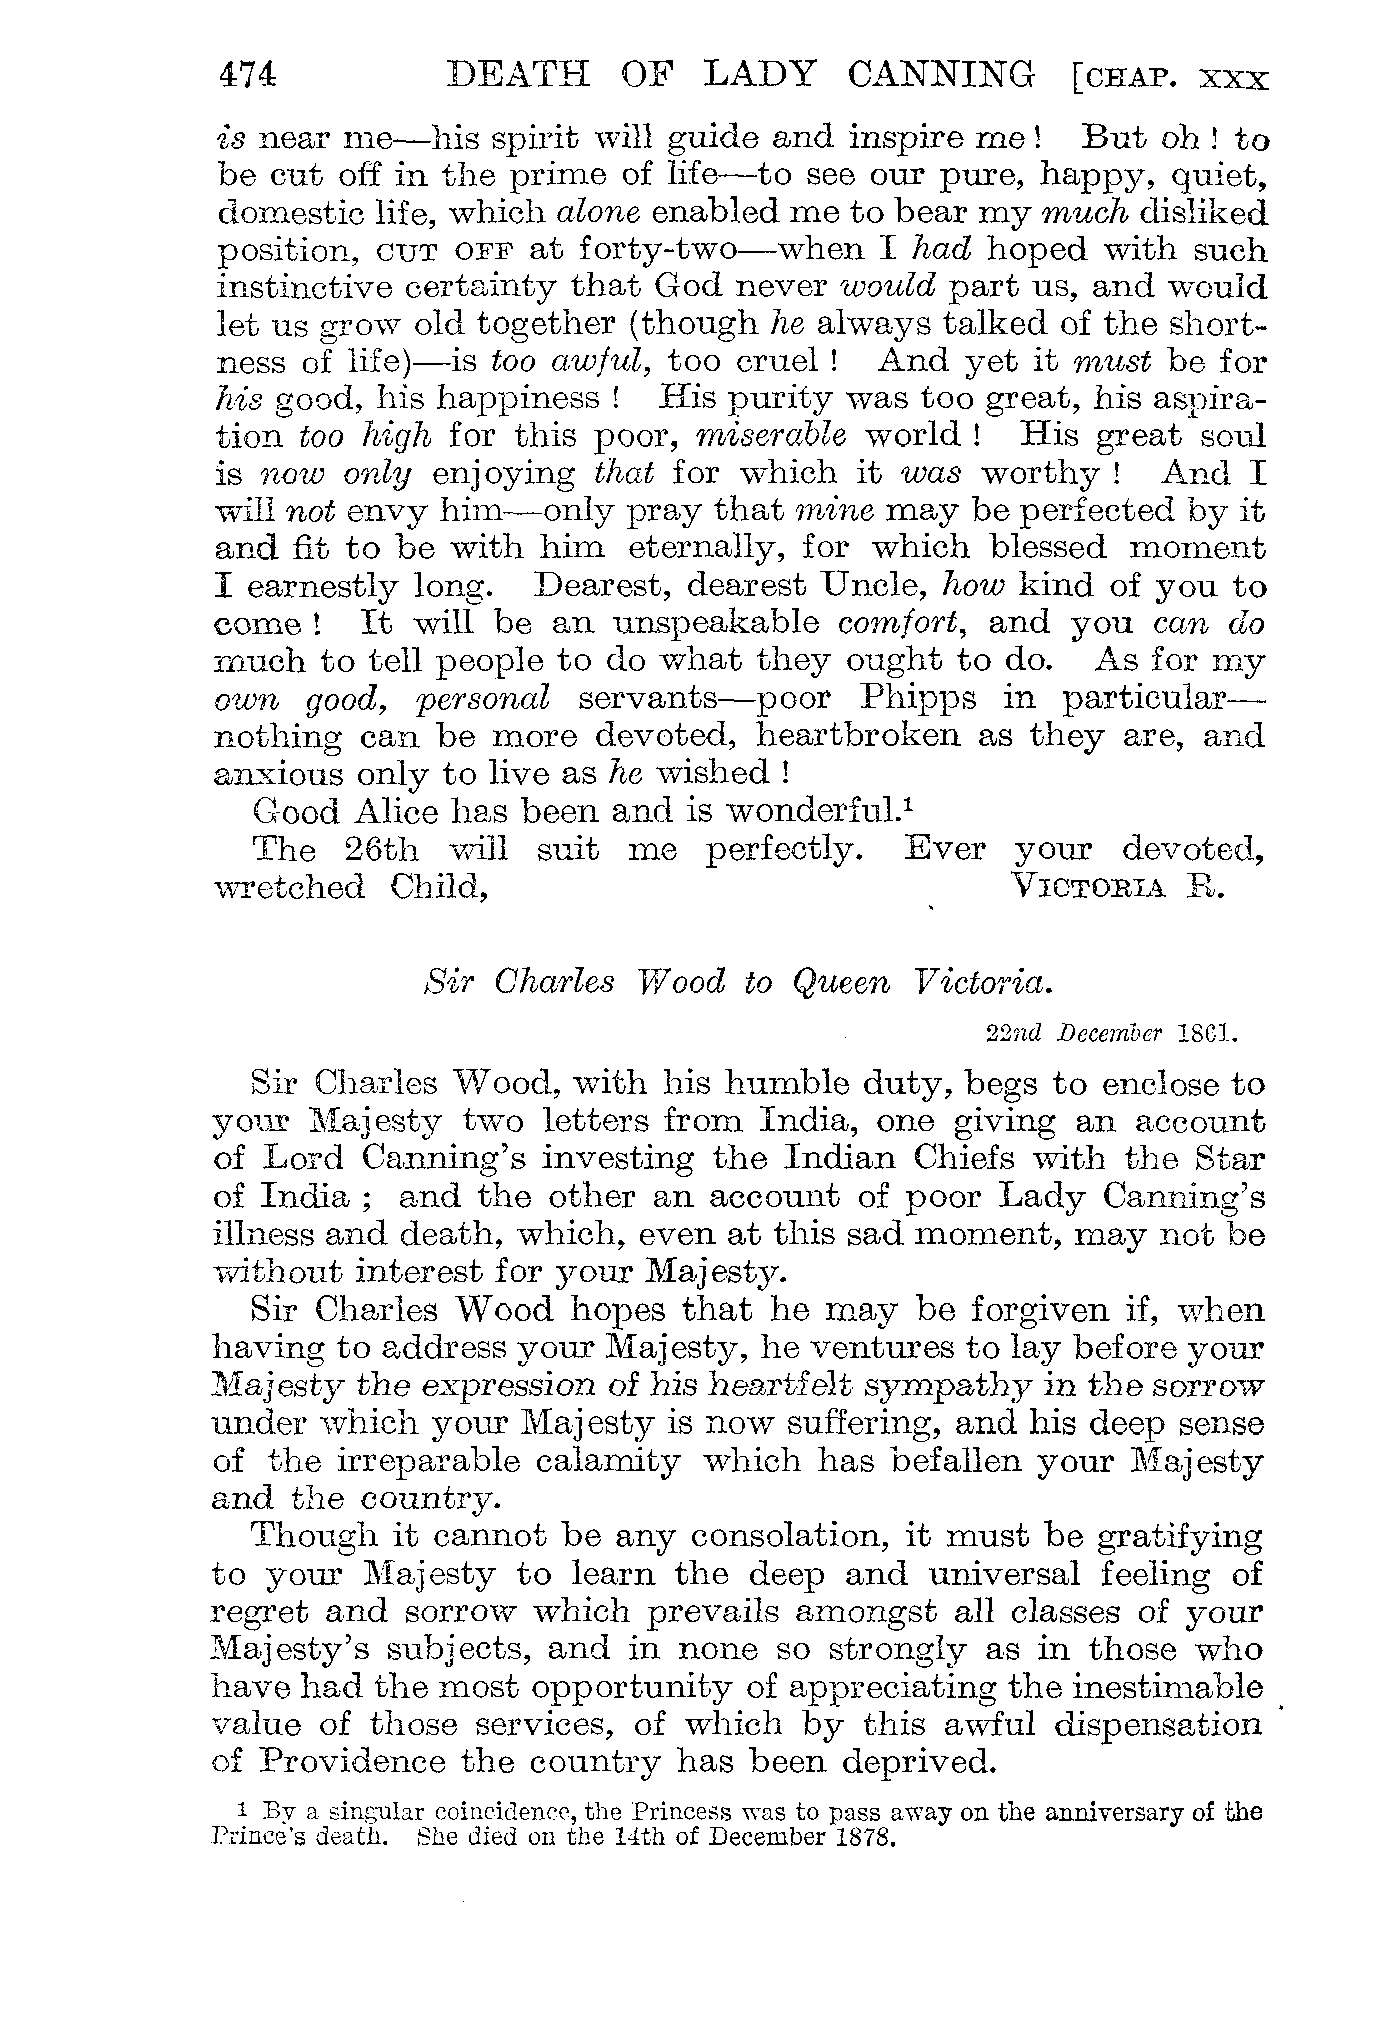 474 DEATH OF LADY CANNING [CHAP. XXX
is near me—his spirit will guide and inspire me! But oh! to
be cut off in the prime of life—to see our pure, happy, quiet,
domestic life, which alone enabled me to bear my much disliked
position, CUT OFF at forty-two—when I had hoped with such
instinctive certainty that God never would part us, and would
let us grow old together (though he always talked of the short-
ness of life)—is too awful, too cruel! And yet it must be for
his good, his happiness! His purity was too great, his aspira-
tion too high for this poor, miserable world! His great soul
is now only enjoying that for which it was worthy! And I
will not envy him—only pray that mine may be perfected by it
and fit to be with him eternally, for which blessed moment
I earnestly long. Dearest, dearest Uncle, how kind of you to
come! It will be an unspeakable comfort, and you can do
much to tell people to do what they ought to do. As for my
own good, personal servants—poor Phipps in particular—
nothing can be more devoted, heartbroken as they are, and
anxious only to live as he wished!
Good Alice has been and is wonderful.¹
The 26th will suit me perfectly. Ever your devoted,
wretched Child, VICTORIA R.
Sir Charles Wood to Queen Victoria.
22nd December 1861.
Sir Charles Wood, with his humble duty, begs to enclose to
your Majesty two letters from India, one giving an account
of Lord Canning's investing the Indian Chiefs with the Star
of India; and the other an account of poor Lady Canning's
illness and death, which, even at this sad moment, may not be
without interest for your Majesty.
Sir Charles Wood hopes that he may be forgiven if, when
having to address your Majesty, he ventures to lay before your
Majesty the expression of his heartfelt sympathy in the sorrow
under which your Majesty is now suffering, and his deep sense
of the irreparable calamity which has befallen your Majesty
and the country.
Though it cannot be any consolation, it must be gratifying
to your Majesty to learn the deep and universal feeling of
regret and sorrow which prevails amongst all classes of your
Majesty's subjects, and in none so strongly as in those who
have had the most opportunity of appreciating the inestimable
value of those services, of which by this awful dispensation
of Providence the country has been deprived.
¹ By a singular coincidence, the Princess was to pass away on the anniversary of the
Prince's death. She died on the 14th of December 1878.